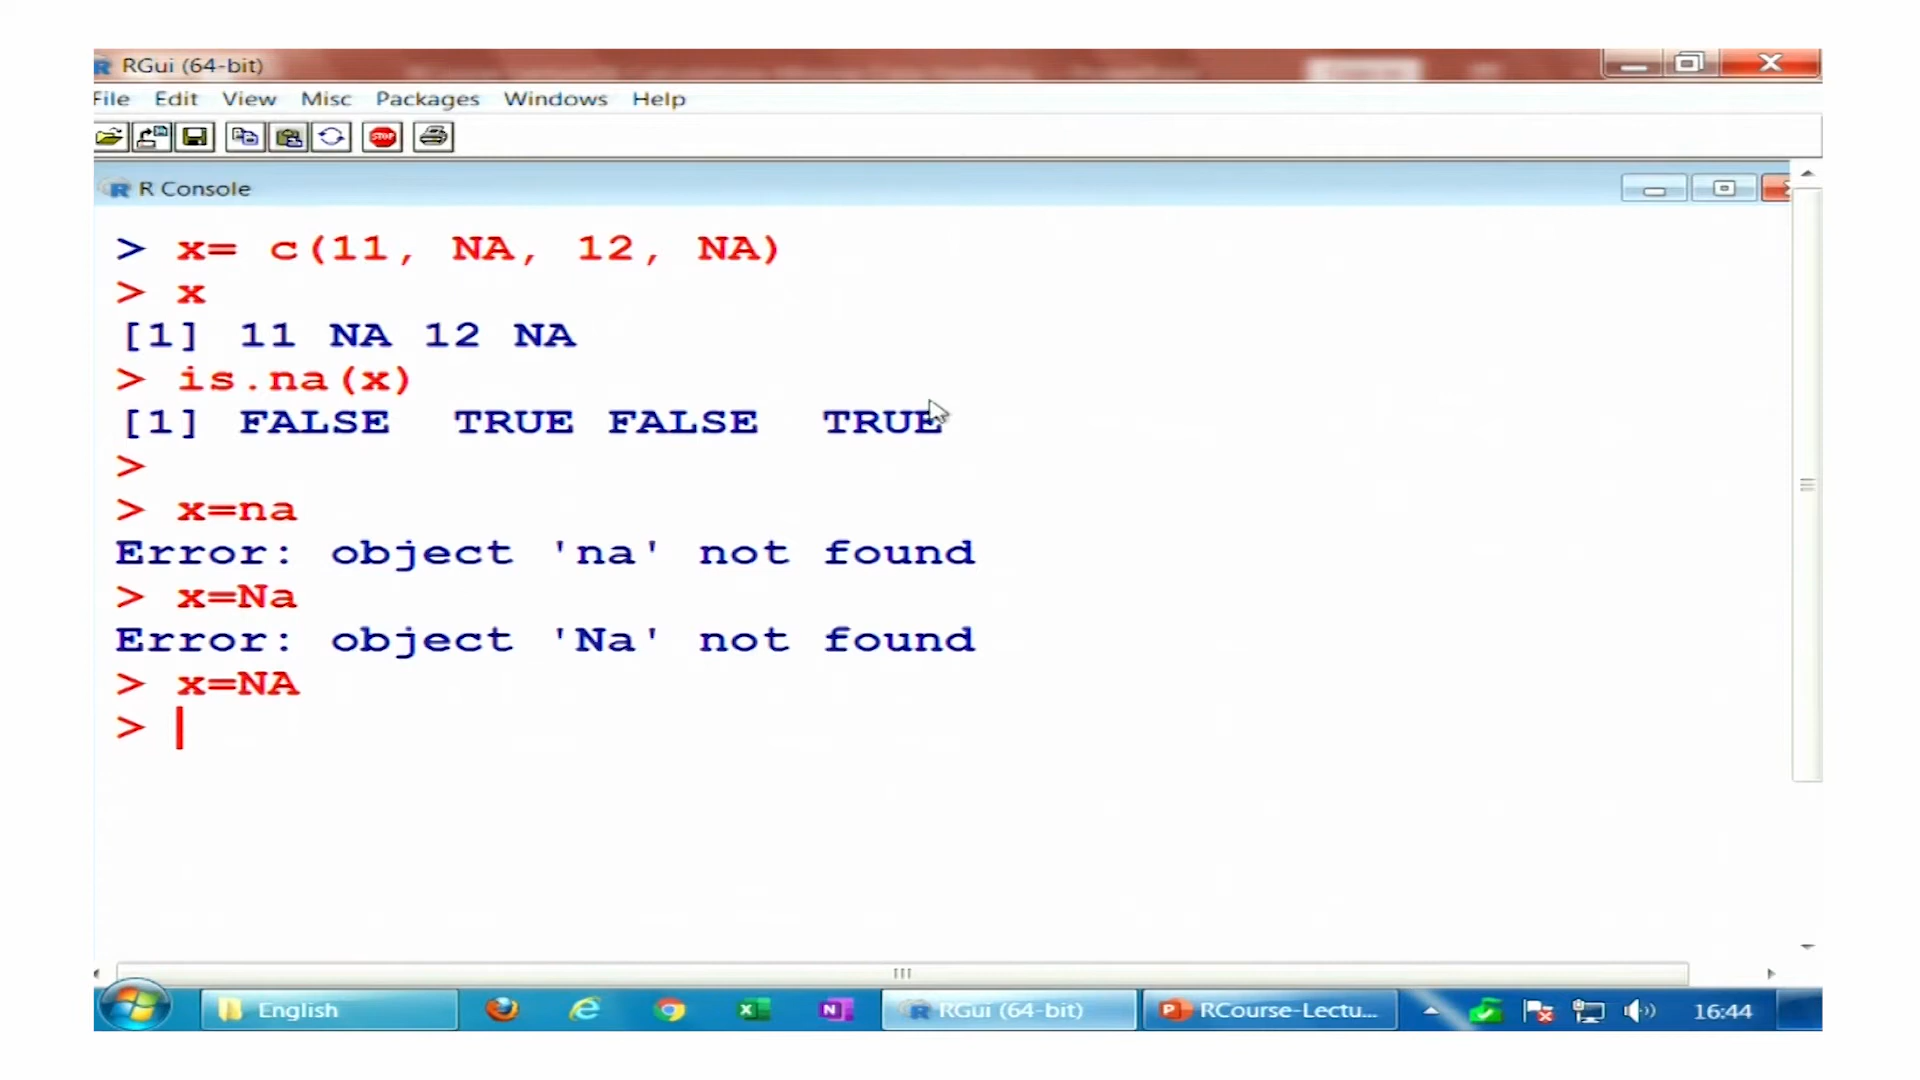 RGui (64-bit)
File Edit View Misc Packages Windows Help
STOP
R Console
> x= c(11, NA, 12, NA)
> x
[1] 11 NA 12 NA
> is.na(x)
[1] FALSE TRUE FALSE TRUE
>
> x=na
Error: object 'na' not found
> x=Na
Error: object 'Na' not found
> x=NA
>
English RGui (64-bit) RCourse-Lectu... 16:44